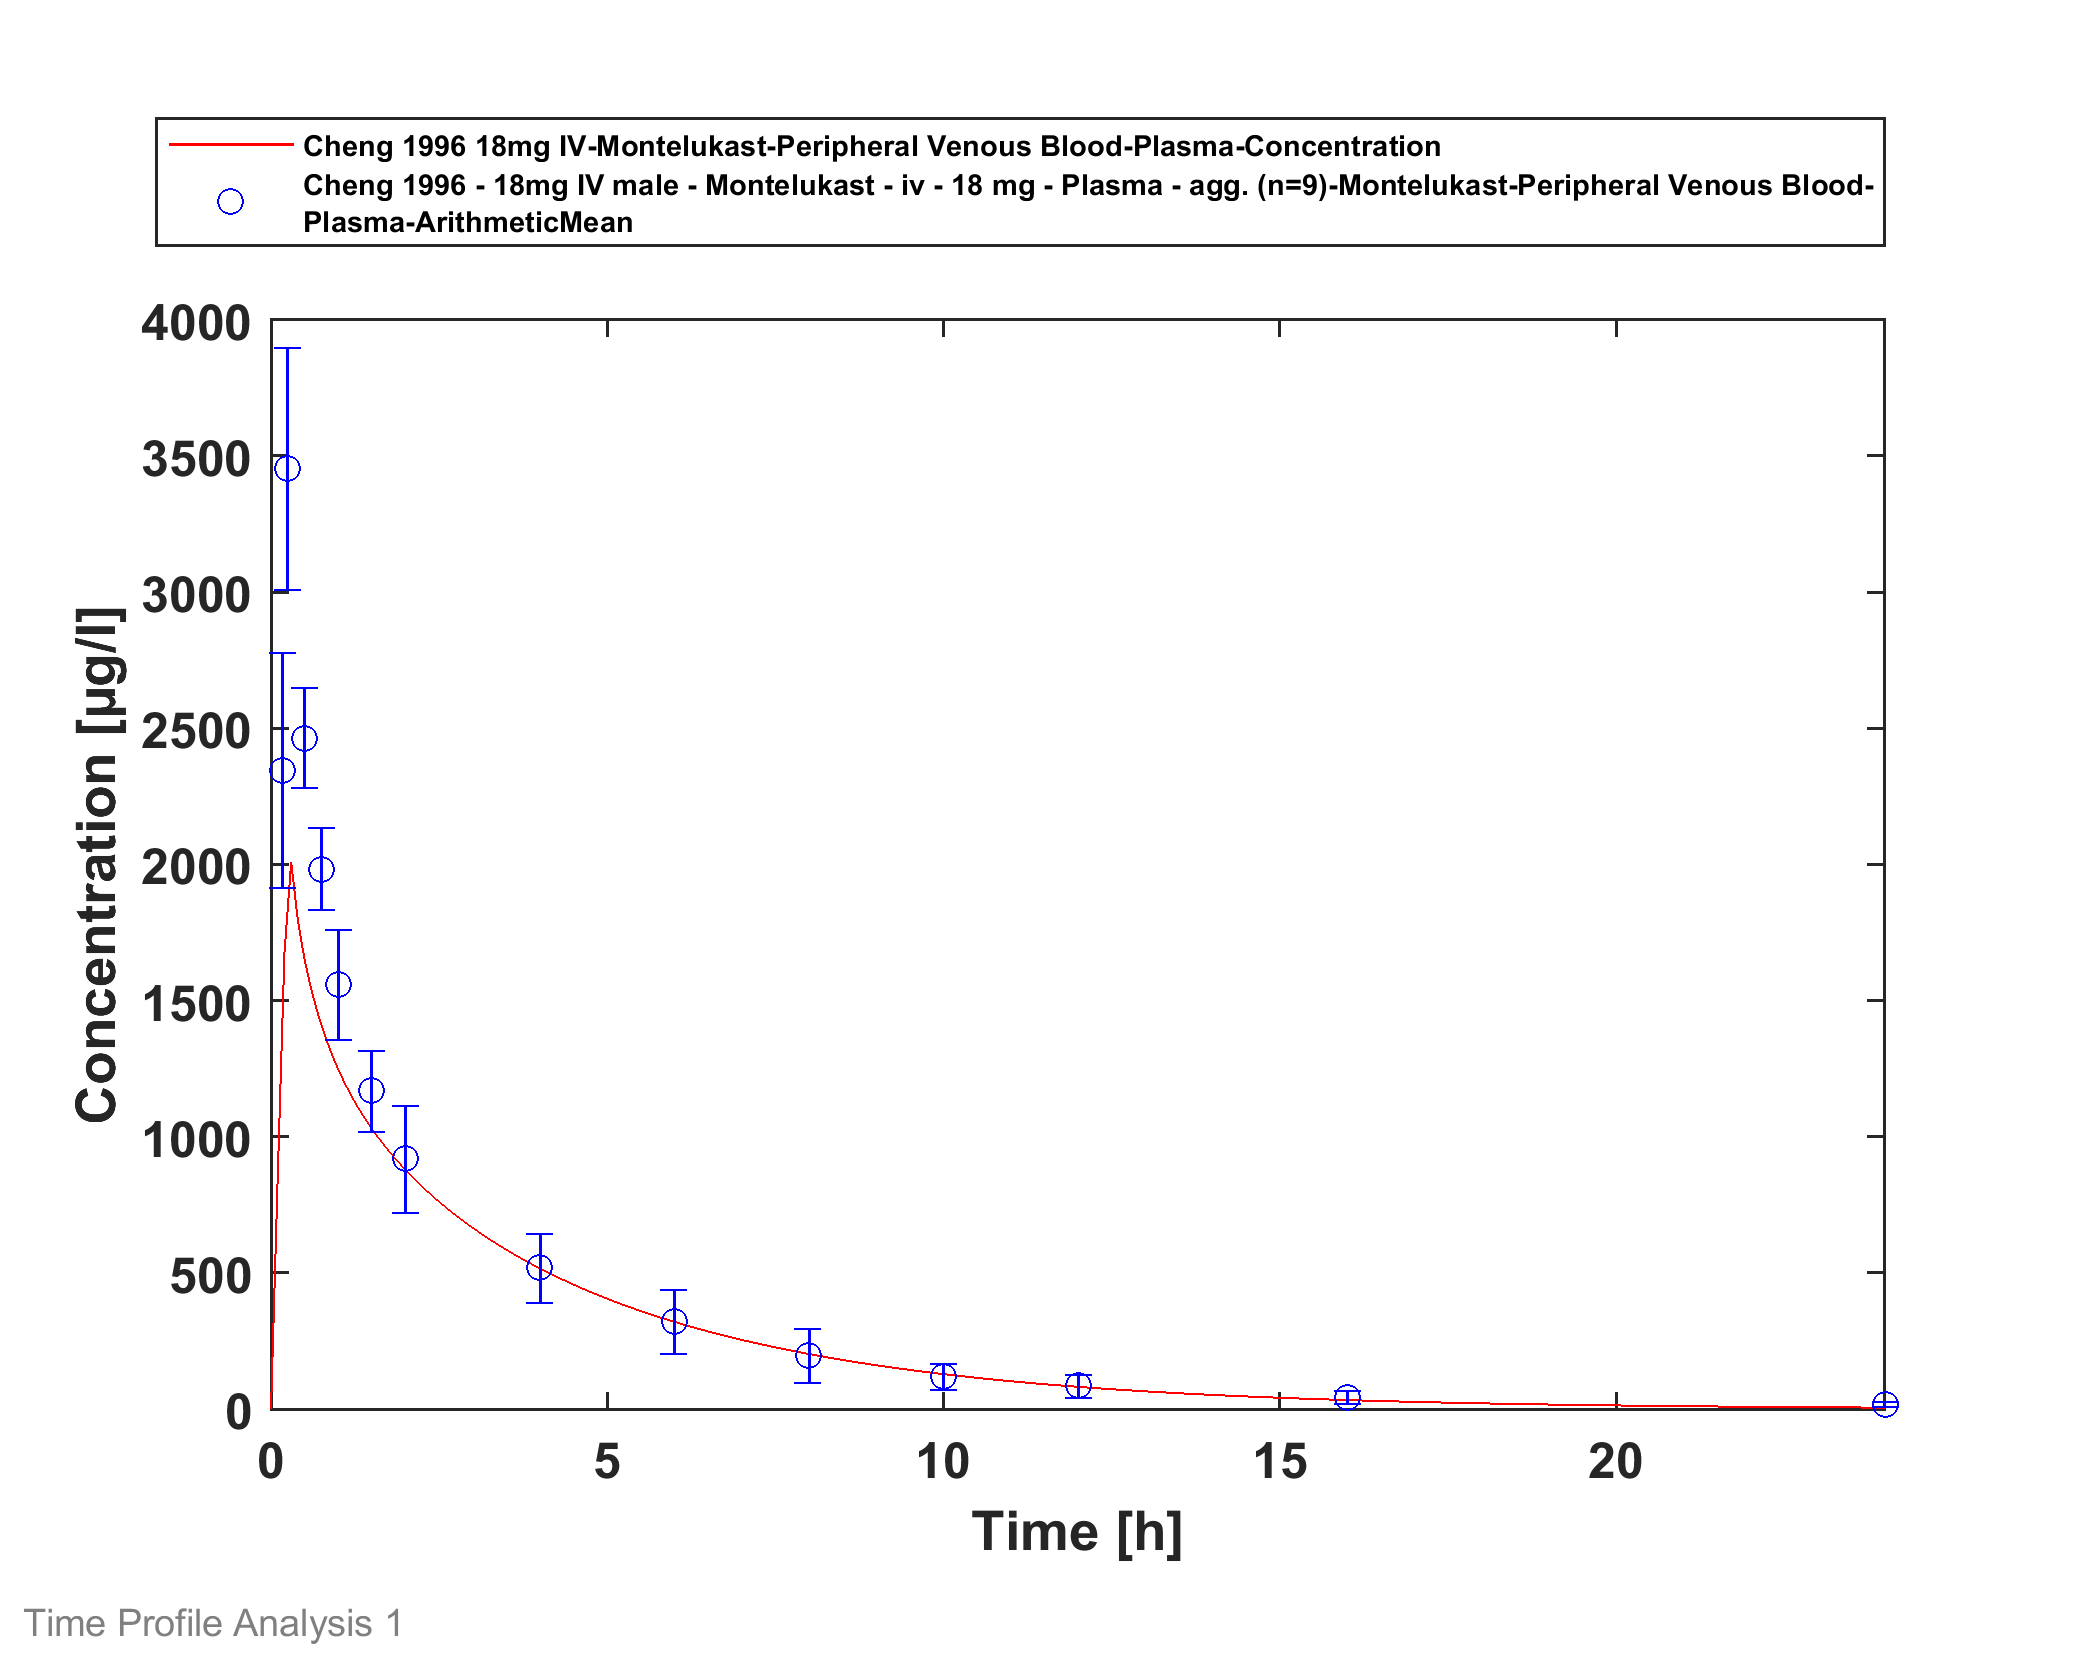 Cheng 1996 18mg IV-Montelukast-Peripheral Venous Blood-Plasma-Concentration
Cheng 1996 - 18mg IV male - Montelukast - iv - 18 mg - Plasma - agg. (n=9)-Montelukast-Peripheral Venous Blood-
Plasma-ArithmeticMean
4000
3500
3000
2500
2000
1500
1000
500
0
Concentration [µg/l]
0 5 10 15 20
Time [h]
Time Profile Analysis 1